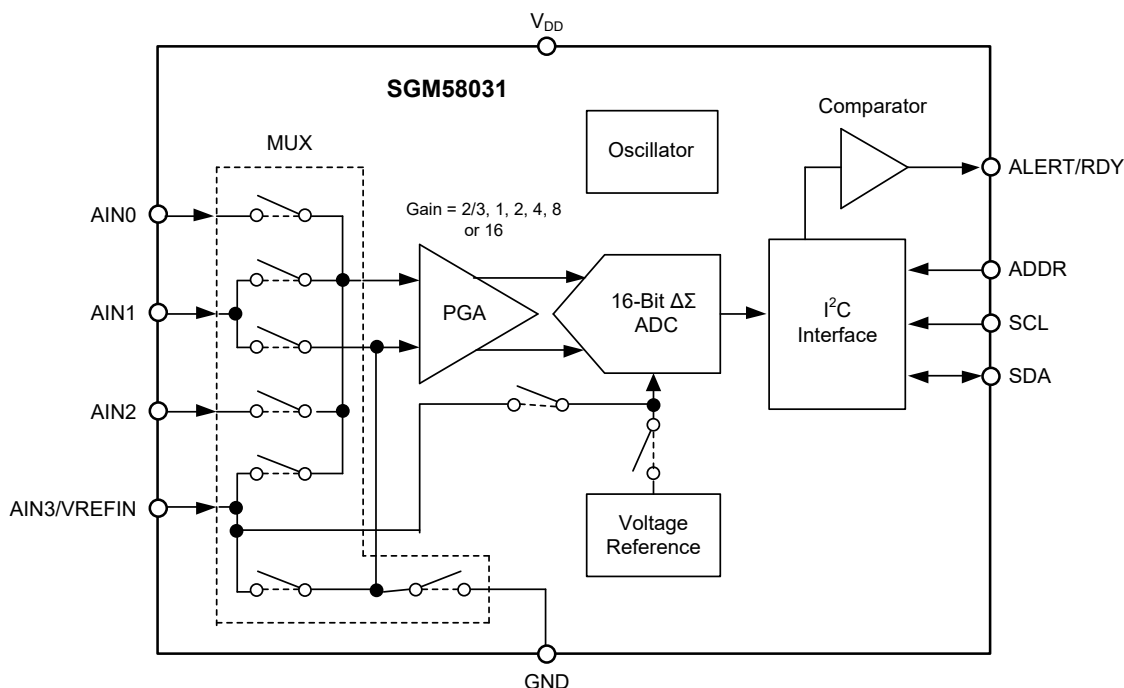 V_DD
SGM58031
Comparator
MUX
Oscillator
ALERT/RDY
AIN0
Gain = 2/3, 1, 2, 4, 8
or 16
ADDR
AIN1
PGA
16-Bit ΔΣ
ADC
I²C
Interface
SCL
SDA
AIN2
AIN3/VREFIN
Voltage
Reference
GND